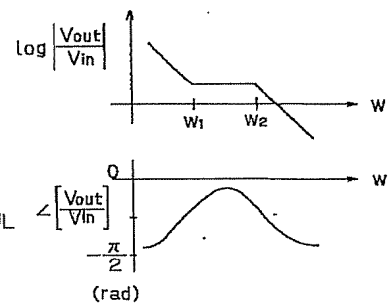 log |Vout/Vin|
W
W1 W2
0
W
L ∠[Vout/Vin]
-π/2
(rad)